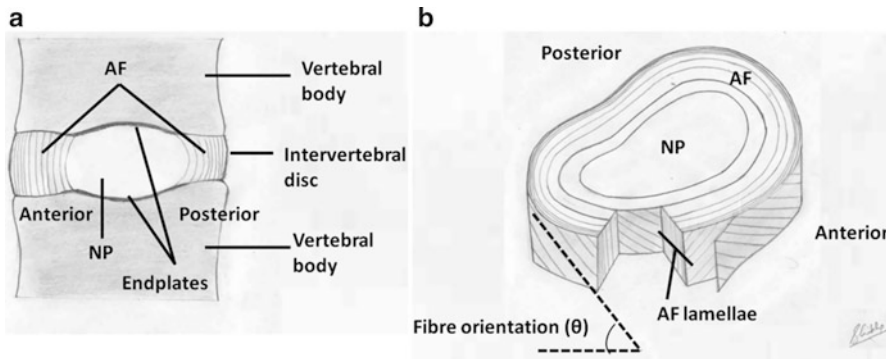 a
AF
Vertebral
body
Intervertebral
disc
Anterior
Posterior
NP
Vertebral
body
Endplates
b
Posterior
AF
NP
Anterior
AF lamellae
Fibre orientation (θ)